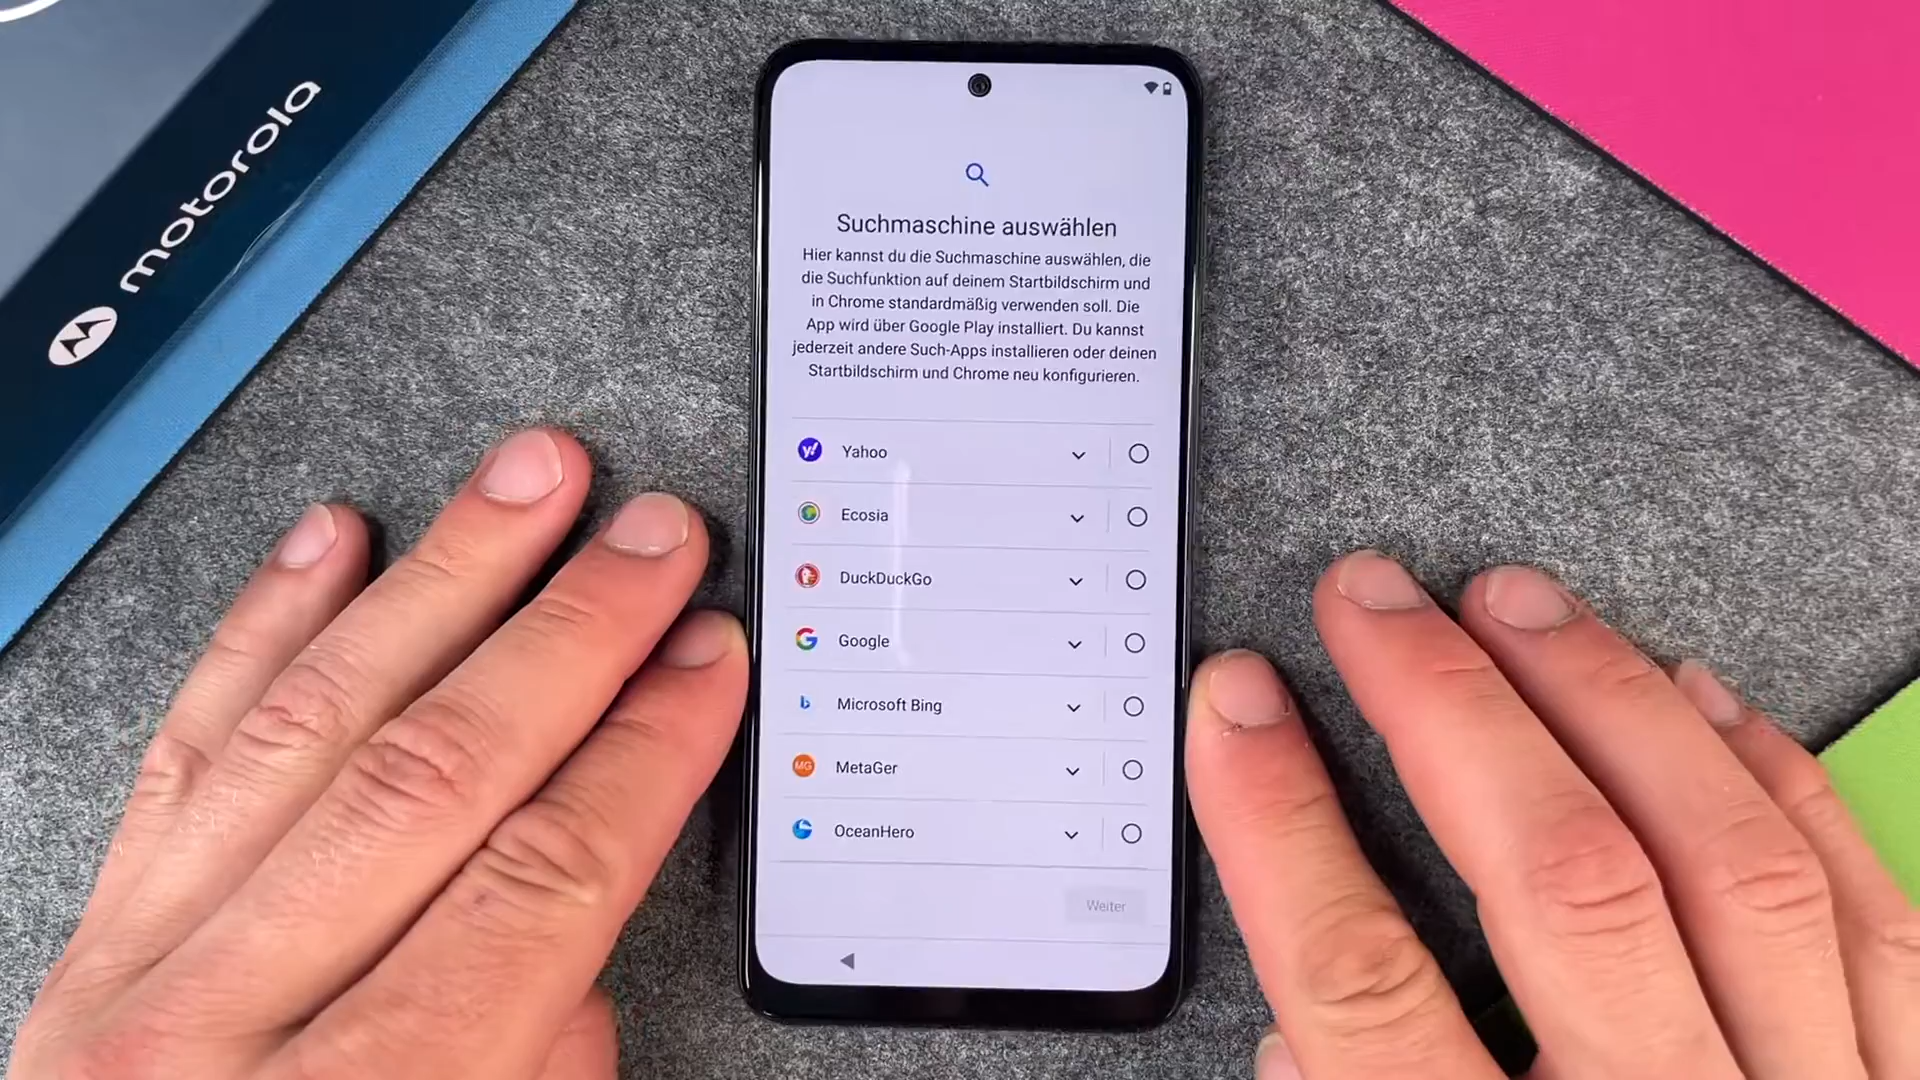 motorola
Suchmaschine auswählen
Hier kannst du die Suchmaschine auswählen, die
die Suchfunktion auf deinem Startbildschirm und
in Chrome standardmäßig verwenden soll. Die
App wird über Google Play installiert. Du kannst
jederzeit andere Such-Apps installieren oder deinen
Startbildschirm und Chrome neu konfigurieren.
Yahoo
Ecosia
DuckDuckGo
Google
Microsoft Bing
MG MetaGer
OceanHero
Weiter